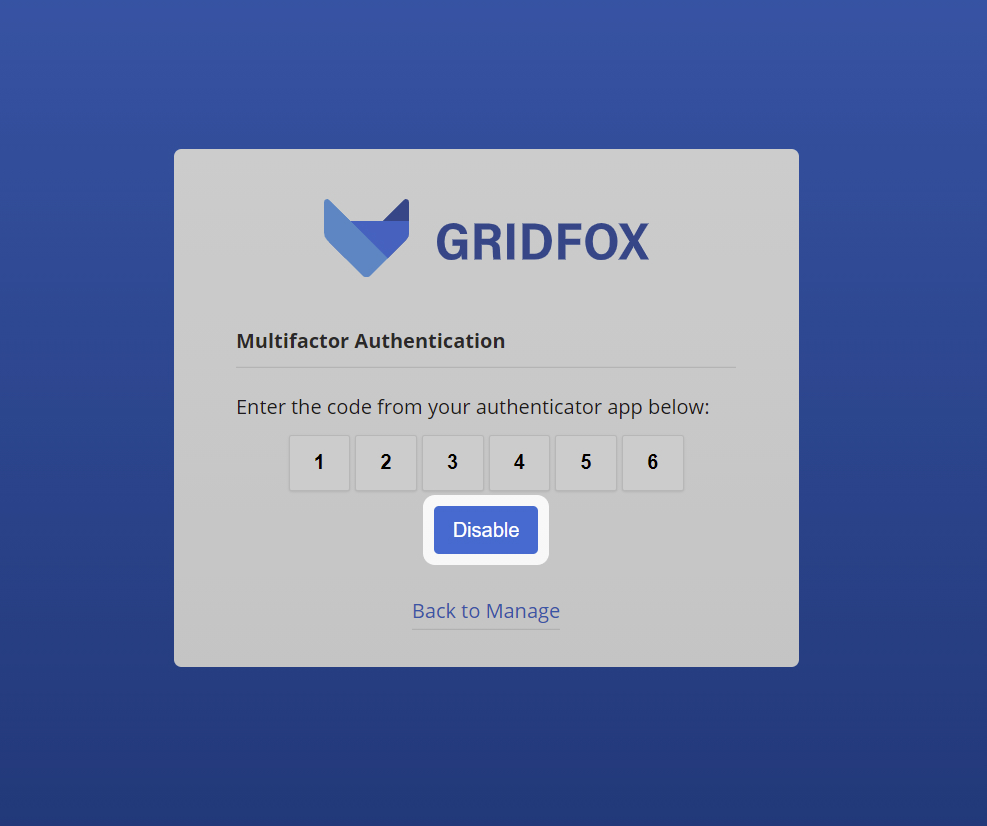 GRIDFOX
Multifactor Authentication
Enter the code from your authenticator app below:
1 2 3 4 5 6
Disable
Back to Manage